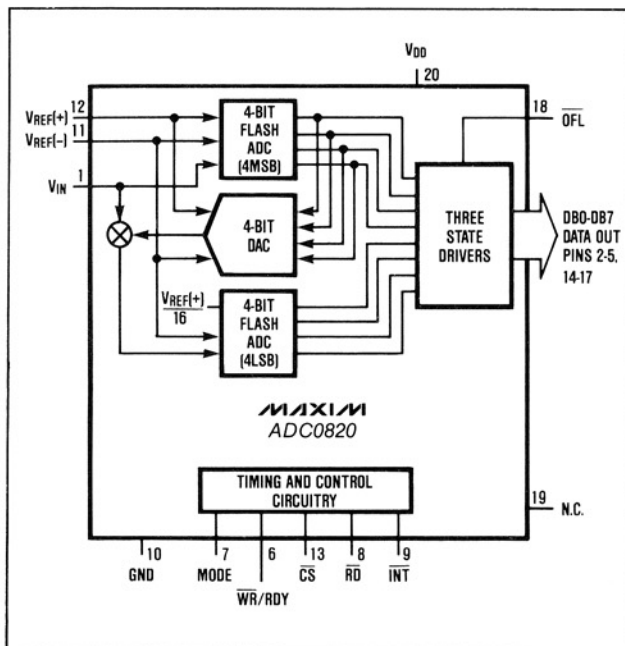 VDD
20
12
VREF(+)
11
VREF(-)
1
VIN
4-BIT
FLASH
ADC
(4MSB)
18
OFL
4-BIT
DAC
THREE
STATE
DRIVERS
DB0-DB7
DATA OUT
PINS 2-5,
14-17
VREF(+)
16
4-BIT
FLASH
ADC
(4LSB)
MAXIM
ADC0820
TIMING AND CONTROL
CIRCUITRY
19
N.C.
10
GND
7
MODE
6
WR/RDY
13
CS
8
RD
9
INT